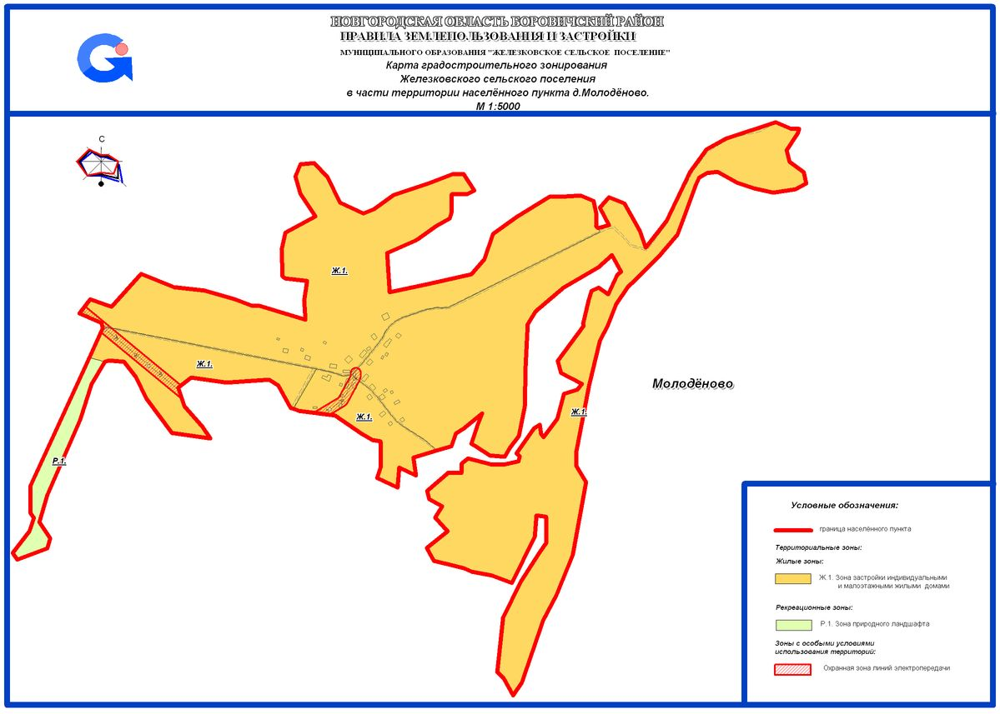 НОВГОРОДСКАЯ ОБЛАСТЬ БОРОВИЧСКИЙ РАЙОН
ПРАВИЛА ЗЕМЛЕПОЛЬЗОВАНИЯ И ЗАСТРОЙКИ
МУНИЦИПАЛЬНОГО ОБРАЗОВАНИЯ "ЖЕЛЕЗКОВСКОЕ СЕЛЬСКОЕ ПОСЕЛЕНИЕ"
Карта градостроительного зонирования
Железковского сельского поселения
в части территории населённого пункта д.Молодёново.
М 1:5000
С
Ж.1.
Ж.1.
Молодёново
Ж.1.
Ж.1.
Р.1.
Условные обозначения:
граница населённого пункта
Территориальные зоны:
Жилые зоны:
Ж.1. Зона застройки индивидуальными
и малоэтажными жилыми домами
Рекреационные зоны:
Р.1. Зона природного ландшафта
Зоны с особыми условиями
использования территорий:
Охранная зона линий электропередачи